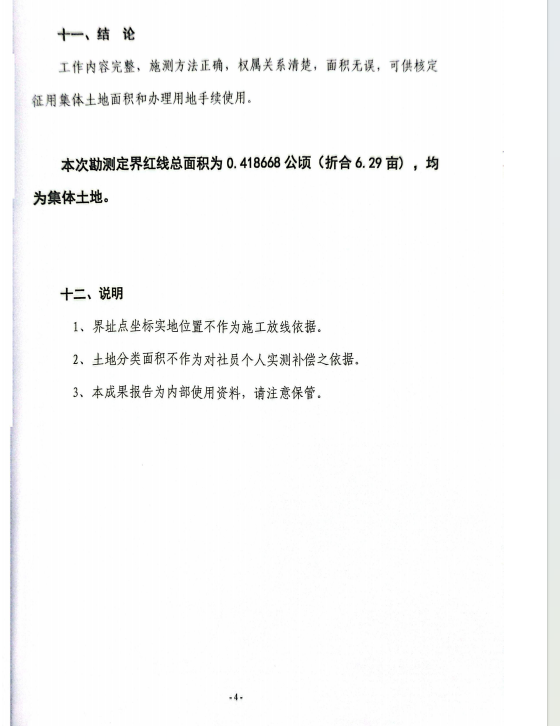 十一、结 论
工作内容完整、施测方法正确，权属关系清楚，面积无误，可供核定
征用集体土地面积和办理用地手续使用。
本次勘测定界红线总面积为 0.418668 公顷（折合 6.29 亩），均
为集体土地。
十二、说明
1、界址点坐标实地位置不作为施工放线依据。
2、土地分类面积不作为对社员个人实测补偿之依据。
3、本成果报告为内部使用资料，请注意保管。
-4-